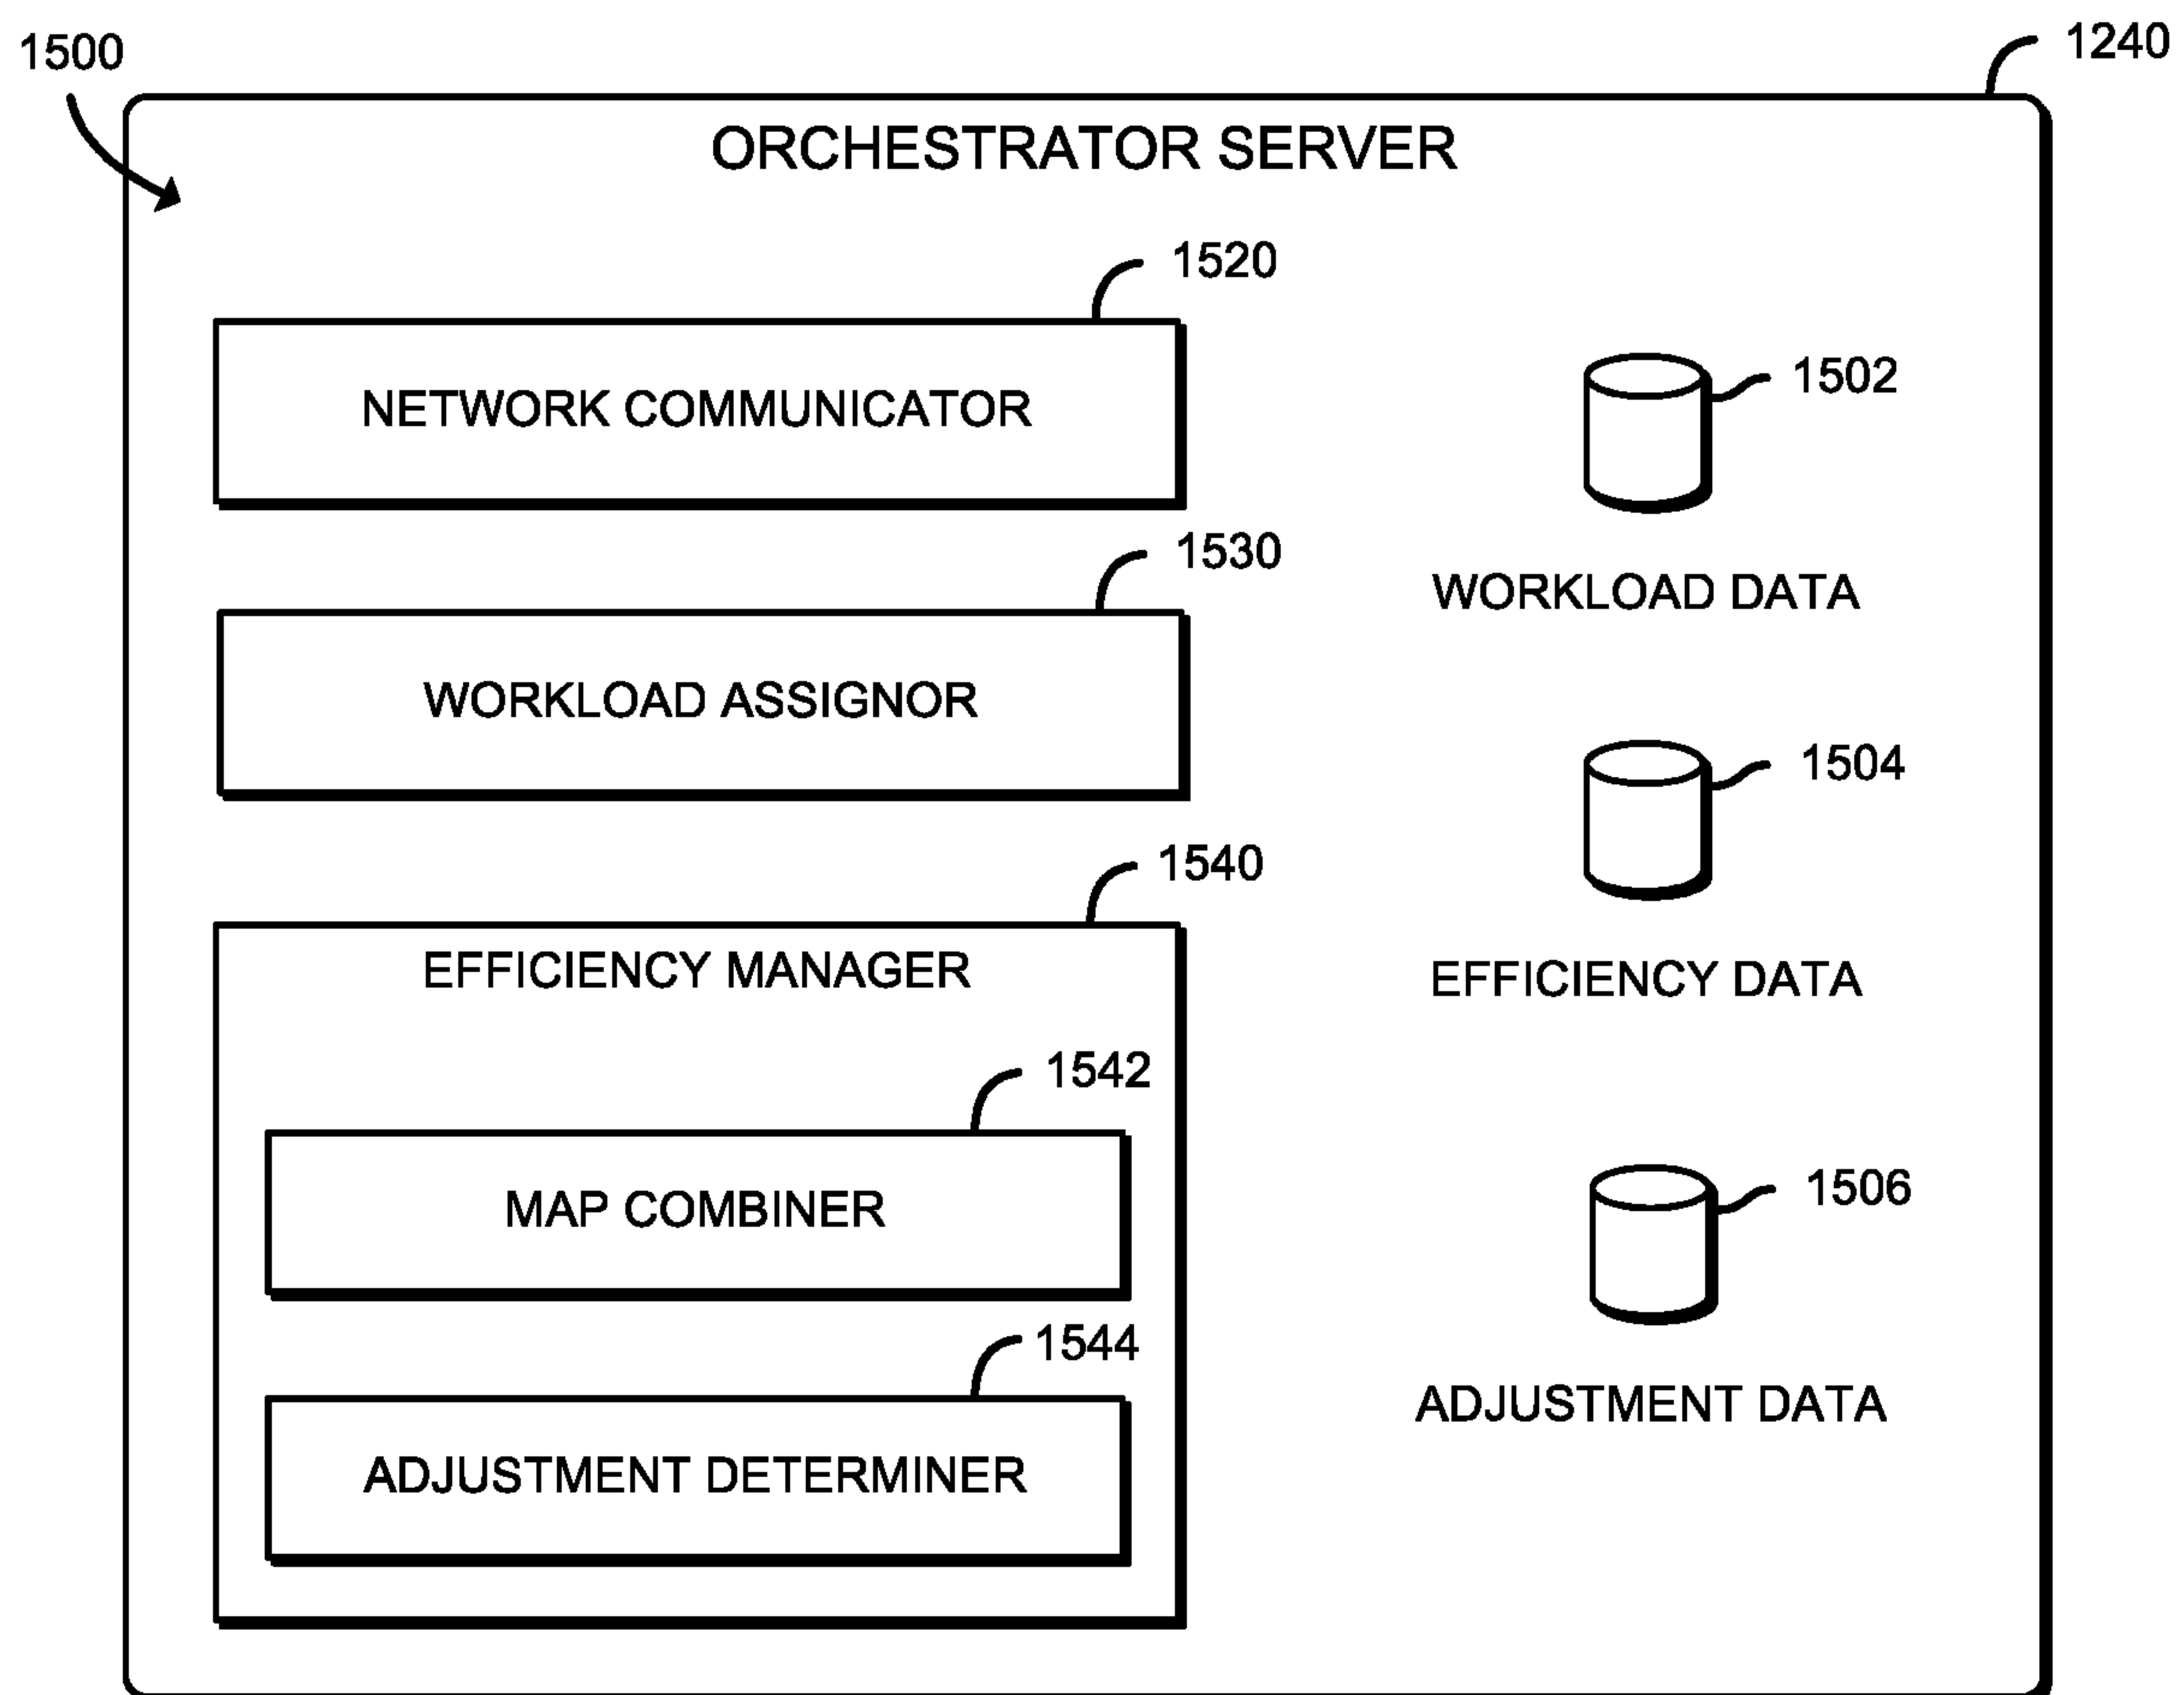 1500
1240
ORCHESTRATOR SERVER
1520
NETWORK COMMUNICATOR
1502
WORKLOAD DATA
1530
WORKLOAD ASSIGNOR
1504
EFFICIENCY DATA
1540
EFFICIENCY MANAGER
1542
MAP COMBINER
1506
ADJUSTMENT DATA
1544
ADJUSTMENT DETERMINER